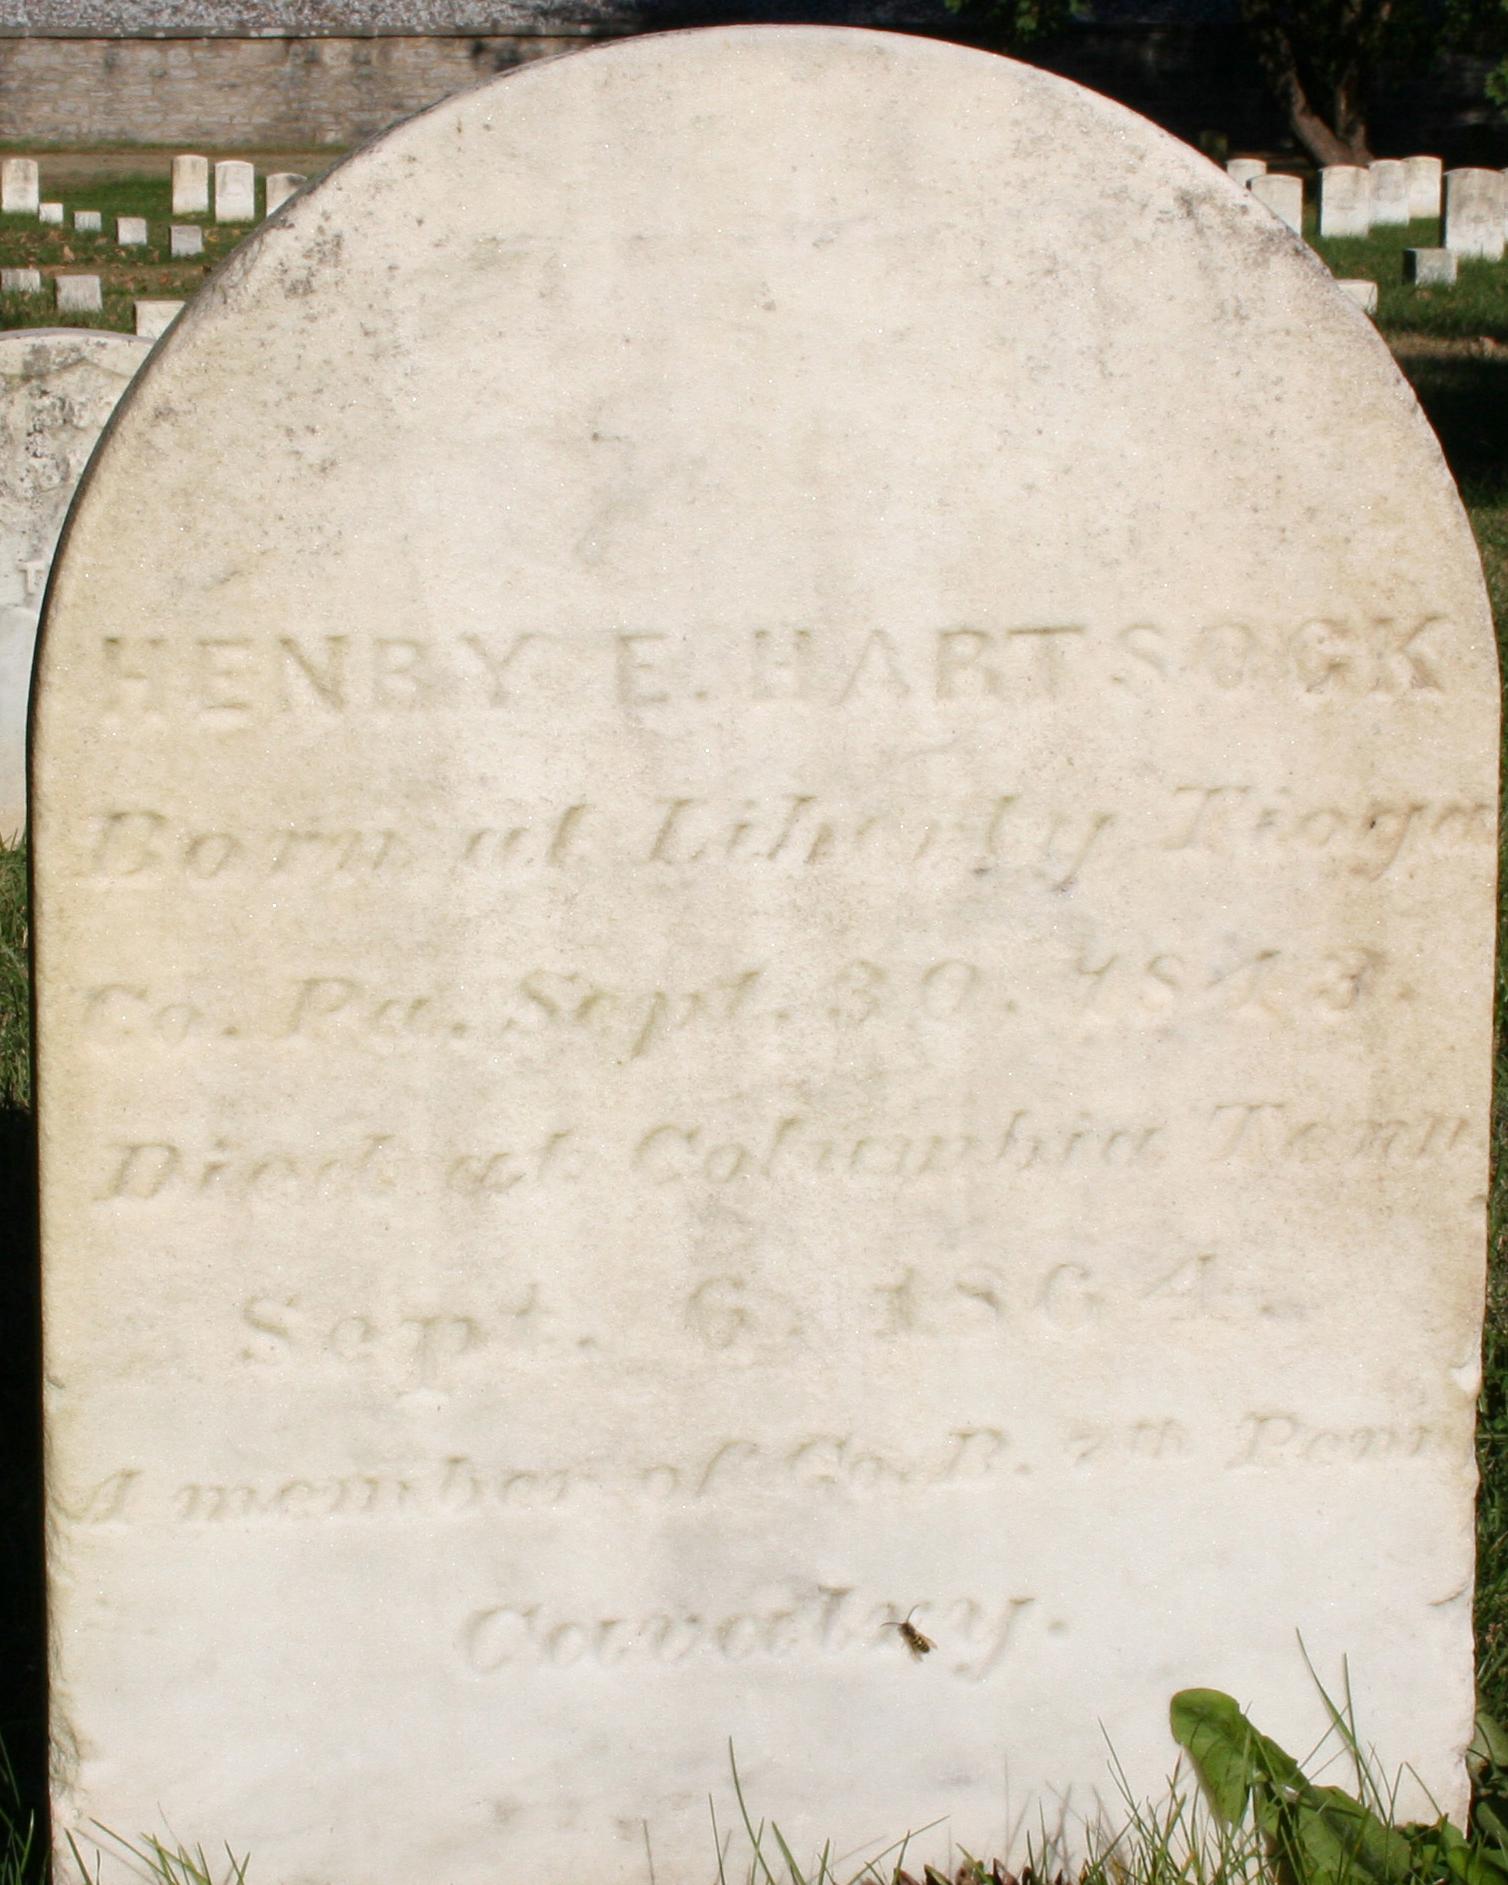 HENRY E. HARTSOCK
Born at Liberty Tioga
Co. Pa. Sept. 30. 1843.
Died at Columbia Tenn
Sept. 6. 1864.
A member of Co. B. 7th Penn
Cavalry.